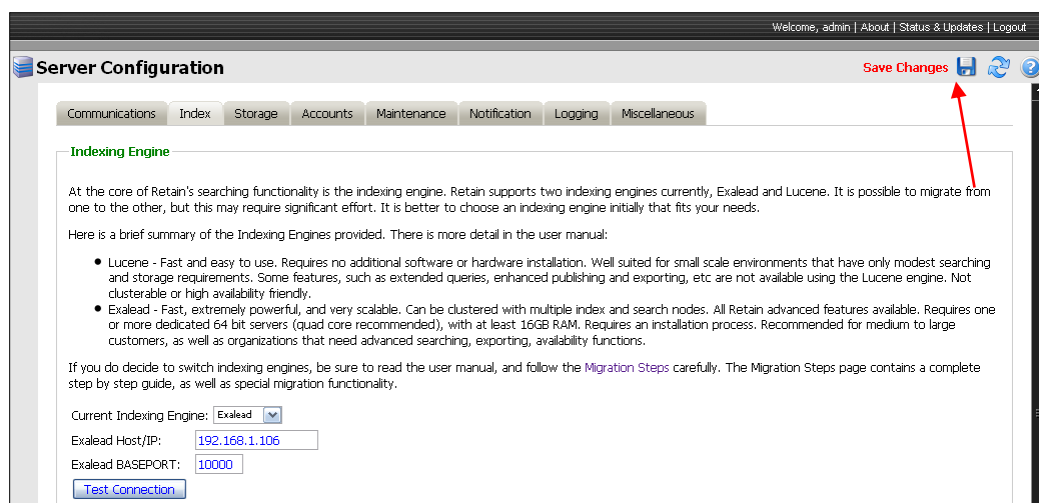 Welcome, admin | About | Status & Updates | Logout
Server Configuration
Save Changes
Communications Index Storage Accounts Maintenance Notification Logging Miscellaneous
Indexing Engine
At the core of Retain's searching functionality is the indexing engine. Retain supports two indexing engines currently, Exalead and Lucene. It is possible to migrate from
one to the other, but this may require significant effort. It is better to choose an indexing engine initially that fits your needs.
Here is a brief summary of the Indexing Engines provided. There is more detail in the user manual:
● Lucene - Fast and easy to use. Requires no additional software or hardware installation. Well suited for small scale environments that have only modest searching
and storage requirements. Some features, such as extended queries, enhanced publishing and exporting, etc are not available using the Lucene engine. Not
clusterable or high availability friendly.
● Exalead - Fast, extremely powerful, and very scalable. Can be clustered with multiple index and search nodes. All Retain advanced features available. Requires one
or more dedicated 64 bit servers (quad core recommended), with at least 16GB RAM. Requires an installation process. Recommended for medium to large
customers, as well as organizations that need advanced searching, exporting, availability functions.
If you do decide to switch indexing engines, be sure to read the user manual, and follow the Migration Steps carefully. The Migration Steps page contains a complete
step by step guide, as well as special migration functionality.
Current Indexing Engine: Exalead
Exalead Host/IP: 192.168.1.106
Exalead BASEPORT: 10000
Test Connection